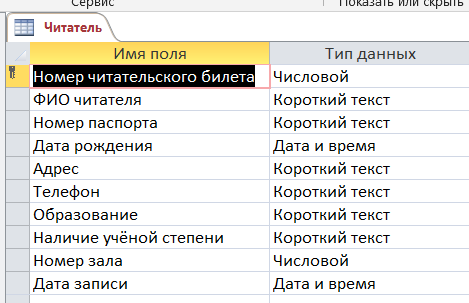 Сервис Показать или скрыть
Читатель
Имя поля Тип данных
Номер читательского билета Числовой
ФИО читателя Короткий текст
Номер паспорта Короткий текст
Дата рождения Дата и время
Адрес Короткий текст
Телефон Короткий текст
Образование Короткий текст
Наличие учёной степени Короткий текст
Номер зала Числовой
Дата записи Дата и время